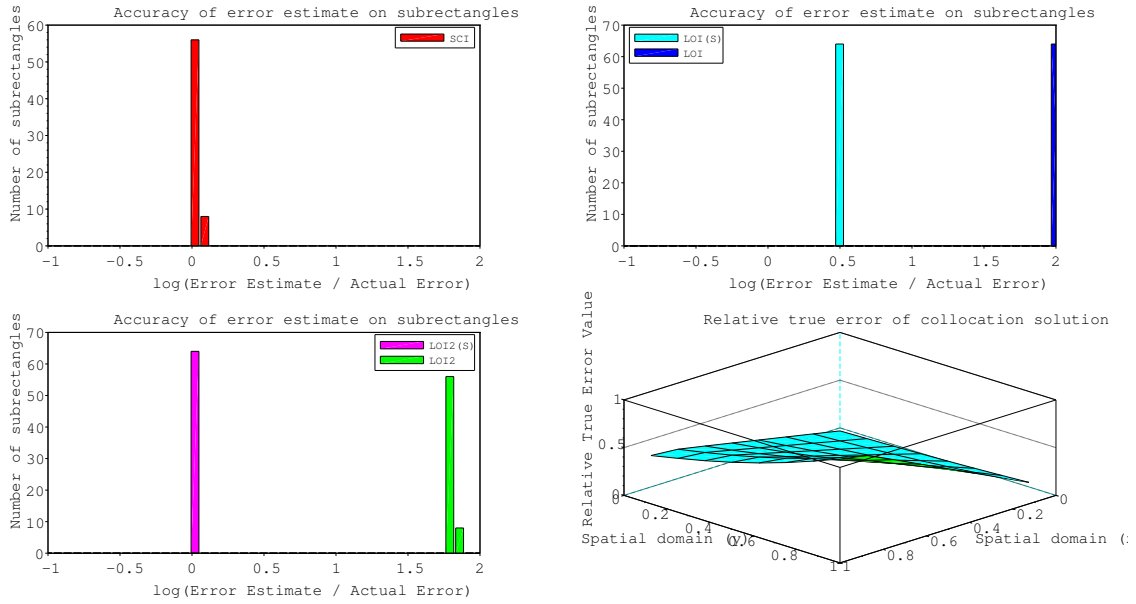 Accuracy of error estimate on subrectangles
Number of subrectangles
60
50
40
30
20
10
0
SCI
-1 -0.5 0 0.5 1 1.5 2
log(Error Estimate / Actual Error)
Accuracy of error estimate on subrectangles
Number of subrectangles
70
60
50
40
30
20
10
0
LOI(S)
LOI
-1 -0.5 0 0.5 1 1.5 2
log(Error Estimate / Actual Error)
Accuracy of error estimate on subrectangles
Number of subrectangles
70
60
50
40
30
20
10
0
LOI2(S)
LOI2
-1 -0.5 0 0.5 1 1.5 2
log(Error Estimate / Actual Error)
Relative true error of collocation solution
Relative True Error Value
1
0.5
0
0 0.2 0.4 0.6 0.8 1
Spatial domain (y)
1 0.8 0.6 0.4 0.2 0
Spatial domain (